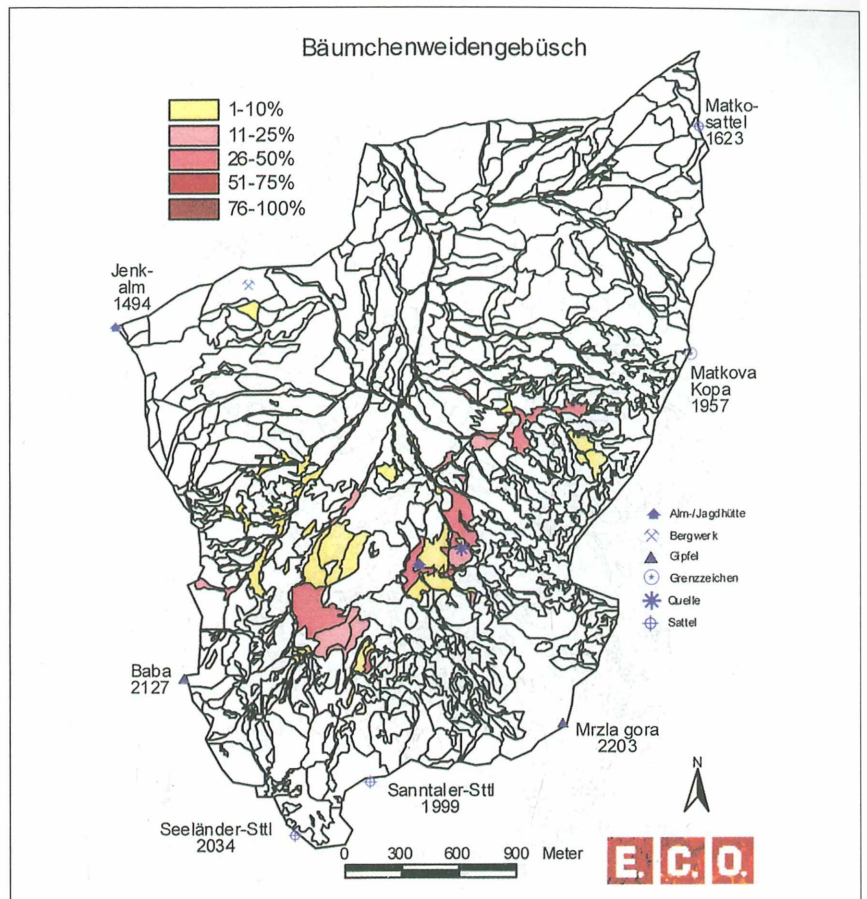 Bäumchenweidengebüsch
1-10%
11-25%
26-50%
51-75%
76-100%
Matko-
sattel
1623
Jenk-
alm
1494
Matkova
Kopa
1957
Alm-/Jagdhütte
Bergwerk
Gipfel
Grenzzeichen
Quelle
Sattel
Baba
2127
Mrzla gora
2203
Sanntaler-Sttl
1999
Seeländer-Sttl
2034
N
0 300 600 900 Meter
E. C. O.